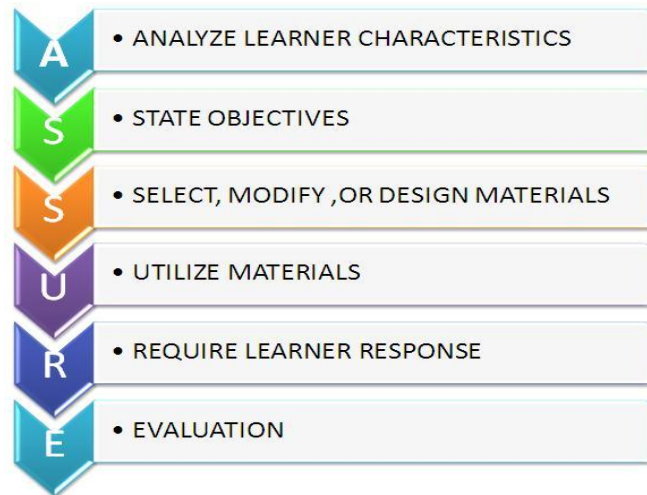 A • ANALYZE LEARNER CHARACTERISTICS
S • STATE OBJECTIVES
S • SELECT, MODIFY ,OR DESIGN MATERIALS
U • UTILIZE MATERIALS
R • REQUIRE LEARNER RESPONSE
E • EVALUATION